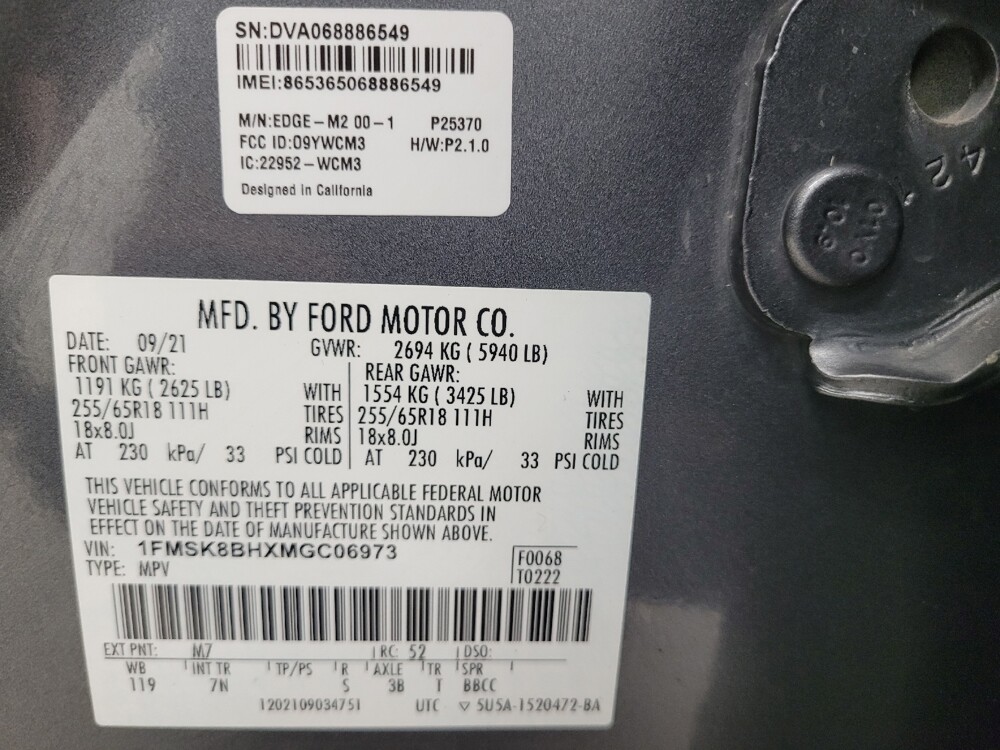 SN:DVA068886549
IMEI:865365068886549
M/N:EDGE-M2 00-1 P25370
FCC ID:O9YWCM3 H/W:P2.1.0
IC:22952-WCM3
Designed in California
42
MFD. BY FORD MOTOR CO.
DATE: 09/21 GVWR: 2694 KG ( 5940 LB)
FRONT GAWR: REAR GAWR:
1191 KG ( 2625 LB) WITH 1554 KG ( 3425 LB) WITH
255/65R18 111H TIRES 255/65R18 111H TIRES
18x8.0J RIMS 18x8.0J RIMS
AT 230 kPa/ 33 PSI COLD AT 230 kPa/ 33 PSI COLD
THIS VEHICLE CONFORMS TO ALL APPLICABLE FEDERAL MOTOR
VEHICLE SAFETY AND THEFT PREVENTION STANDARDS IN
EFFECT ON THE DATE OF MANUFACTURE SHOWN ABOVE.
VIN: 1FMSK8BHXMGC06973 F0068
TYPE: MPV T0222
EXT PNT: M7 RC: 52 DSO:
WB INT TR TP/PS R AXLE TR SPR
119 7N S 3B T BBCC
1202109034751 UTC ▽ 5U5A-1520472-BA